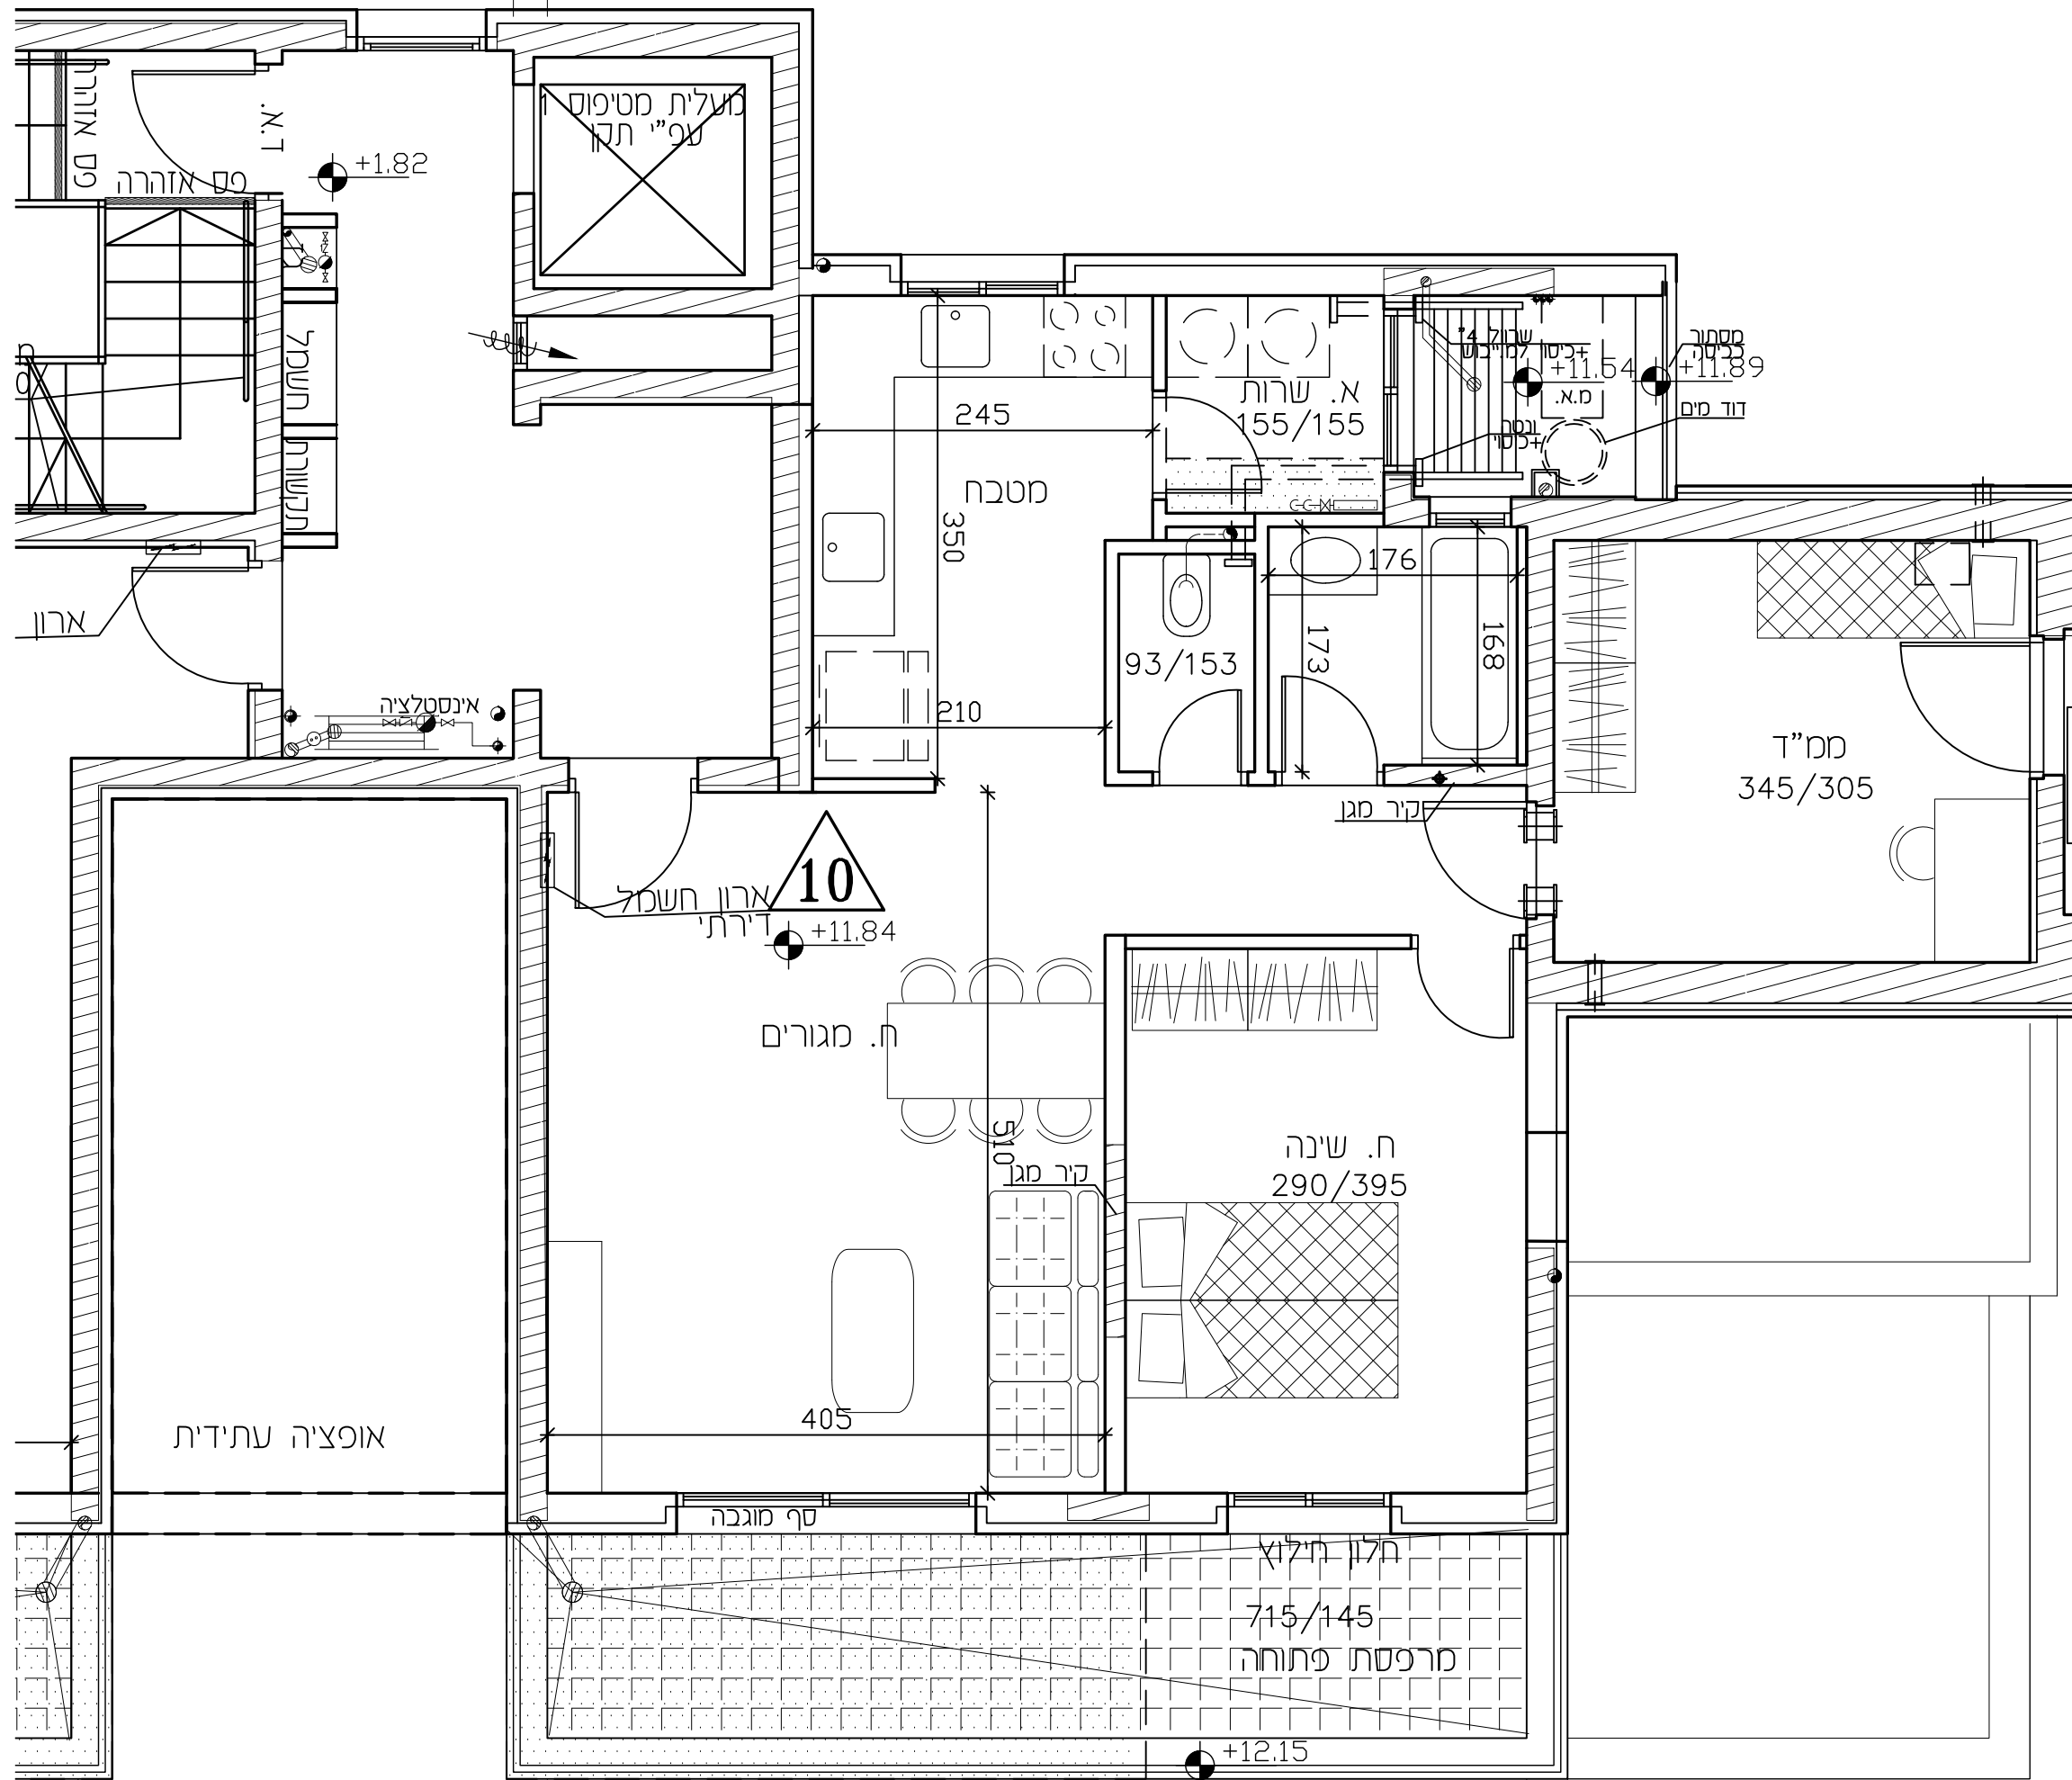 מעלית מטיפוס 1
עפ"י תקן
ד.א.
+1.82
פס אזהרה
פס אזהרה
חשמל
תקשורת
ארון
אינסטלציה
245
מטבח
350
210
א. שרות
155/155
שרוול 4"
+כיסוי למייבוש
ונטה
+כיסוי
+11.54
+11.89
מסתור
כביסה
מ.א.
דוד מים
176
173
168
93/153
קיר מגן
ממ"ד
345/305
10
ארון חשמל
דירתי
+11.84
ח. מגורים
510
קיר מגן
ח. שינה
290/395
405
אופציה עתידית
סף מוגבה
חלון חילוץ
715/145
מרפסת פתוחה
+12.15